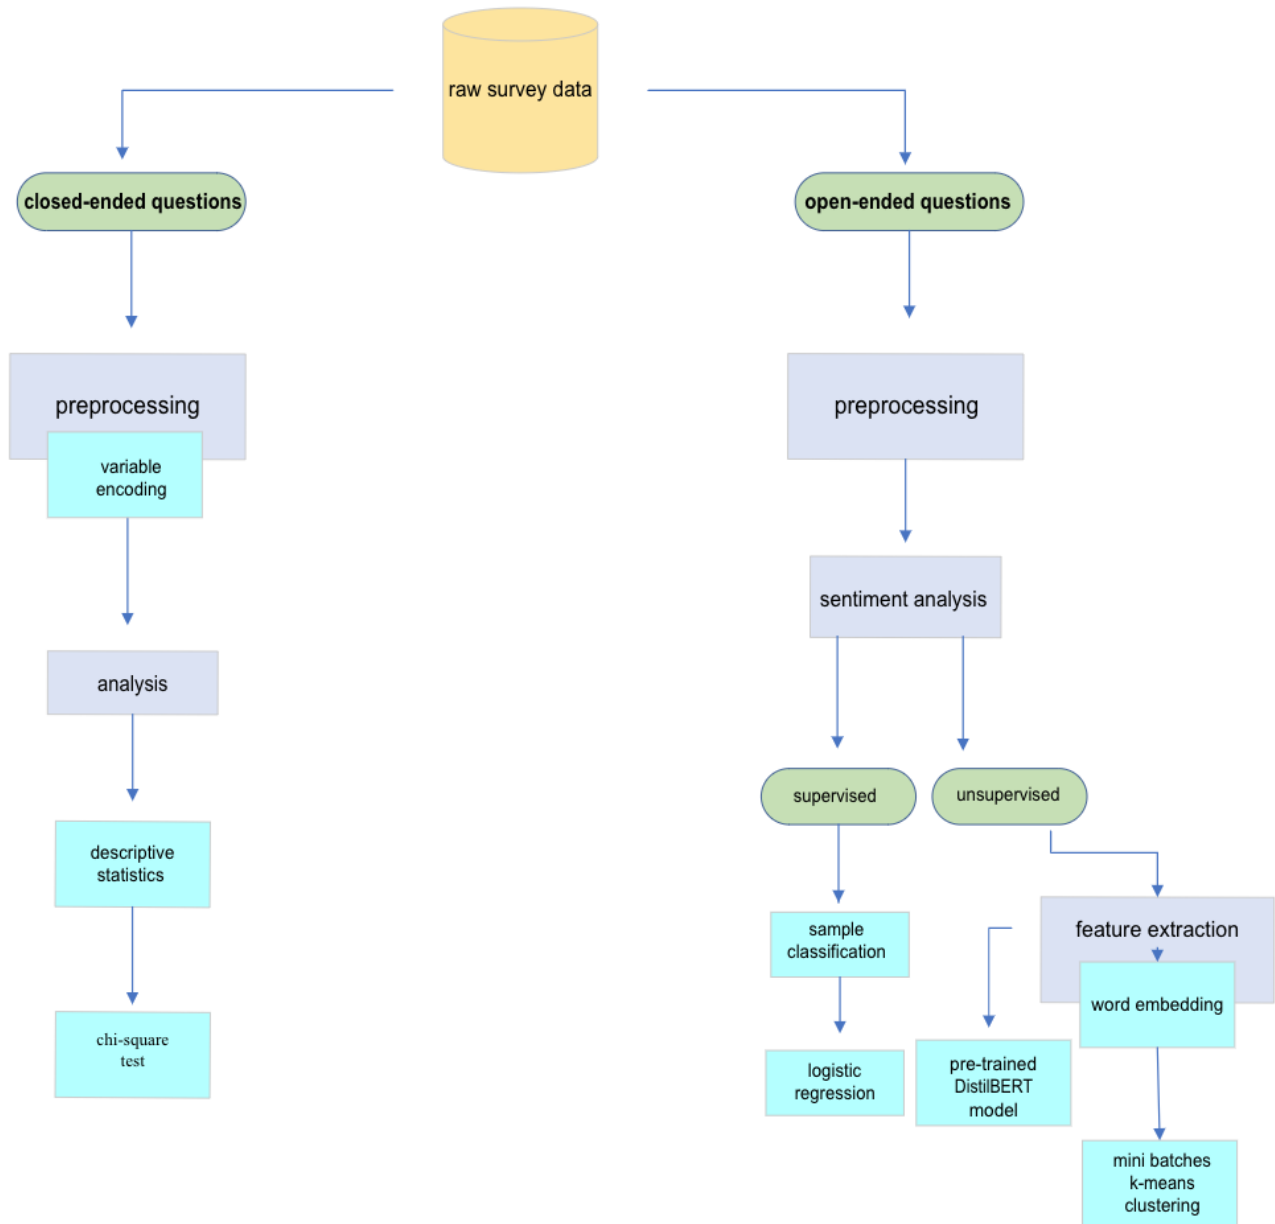 raw survey data
closed-ended questions
open-ended questions
preprocessing
variable
encoding
preprocessing
sentiment analysis
analysis
supervised
unsupervised
descriptive
statistics
sample
classification
feature extraction
word embedding
chi-square
test
logistic
regression
pre-trained
DistilBERT
model
mini batches
k-means
clustering